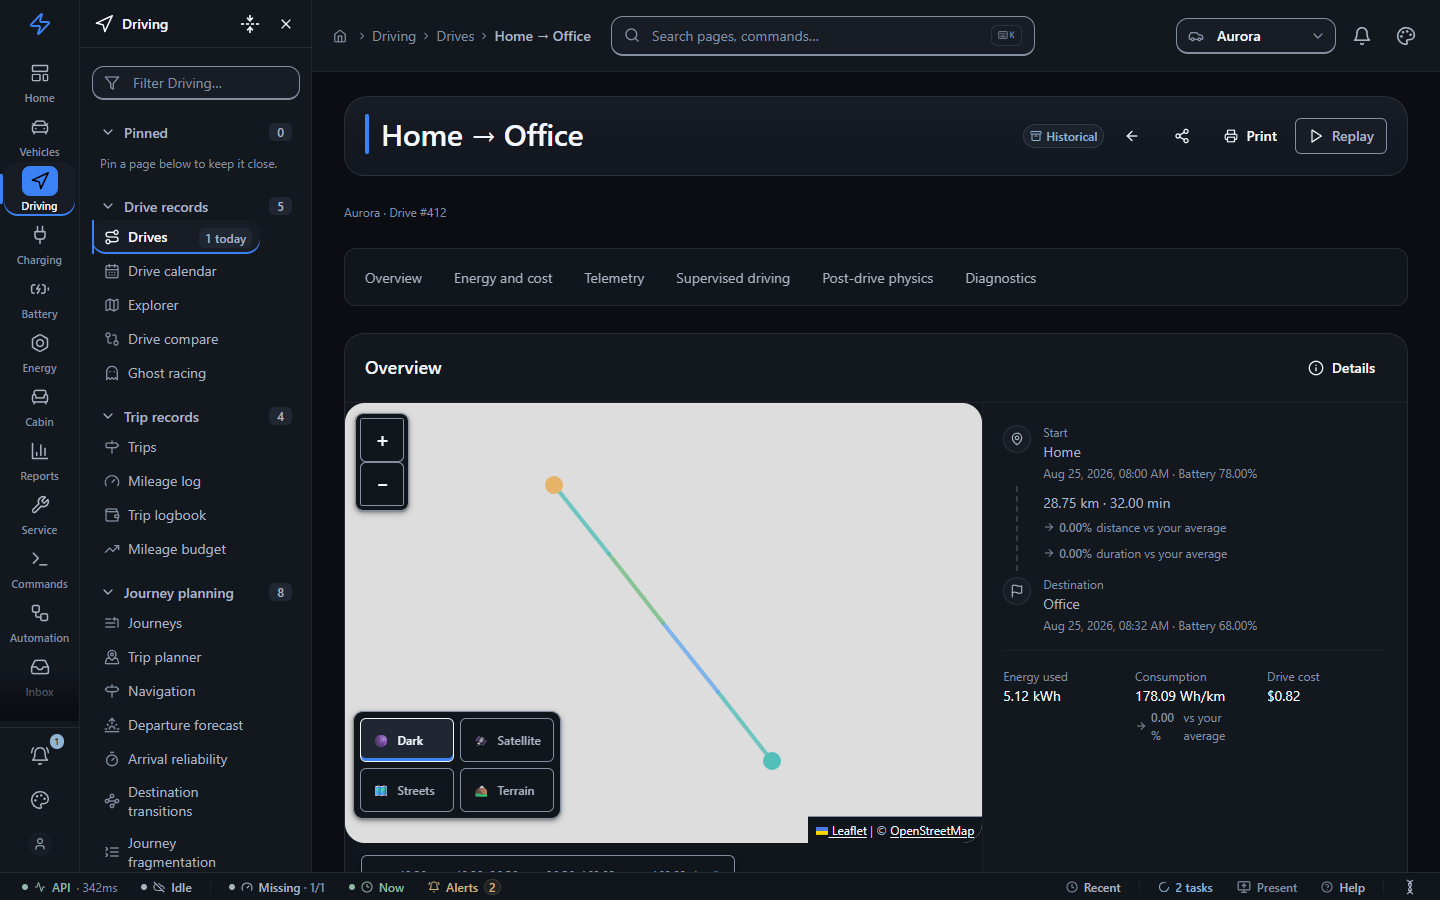 Driving
Home
Vehicles
Driving
Charging
Battery
Energy
Cabin
Reports
Service
Commands
Automation
Inbox
1
Filter Driving...
Pinned 0
Pin a page below to keep it close.
Drive records 5
Drives 1 today
Drive calendar
Explorer
Drive compare
Ghost racing
Trip records 4
Trips
Mileage log
Trip logbook
Mileage budget
Journey planning 8
Journeys
Trip planner
Navigation
Departure forecast
Arrival reliability
Destination
transitions
Journey
fragmentation
Driving › Drives › Home → Office
Search pages, commands... K
Aurora
Home → Office
Historical
Print
Replay
Aurora · Drive #412
Overview Energy and cost Telemetry Supervised driving Post-drive physics Diagnostics
Overview
Details
+
−
Dark
Satellite
Streets
Terrain
Leaflet | © OpenStreetMap
Start
Home
Aug 25, 2026, 08:00 AM · Battery 78.00%
28.75 km · 32.00 min
→ 0.00% distance vs your average
→ 0.00% duration vs your average
Destination
Office
Aug 25, 2026, 08:32 AM · Battery 68.00%
Energy used
5.12 kWh
Consumption
178.09 Wh/km
→ 0.00 % vs your average
Drive cost
$0.82
API · 342ms
Idle
Missing · 1/1
Now
Alerts 2
Recent
2 tasks
Present
Help